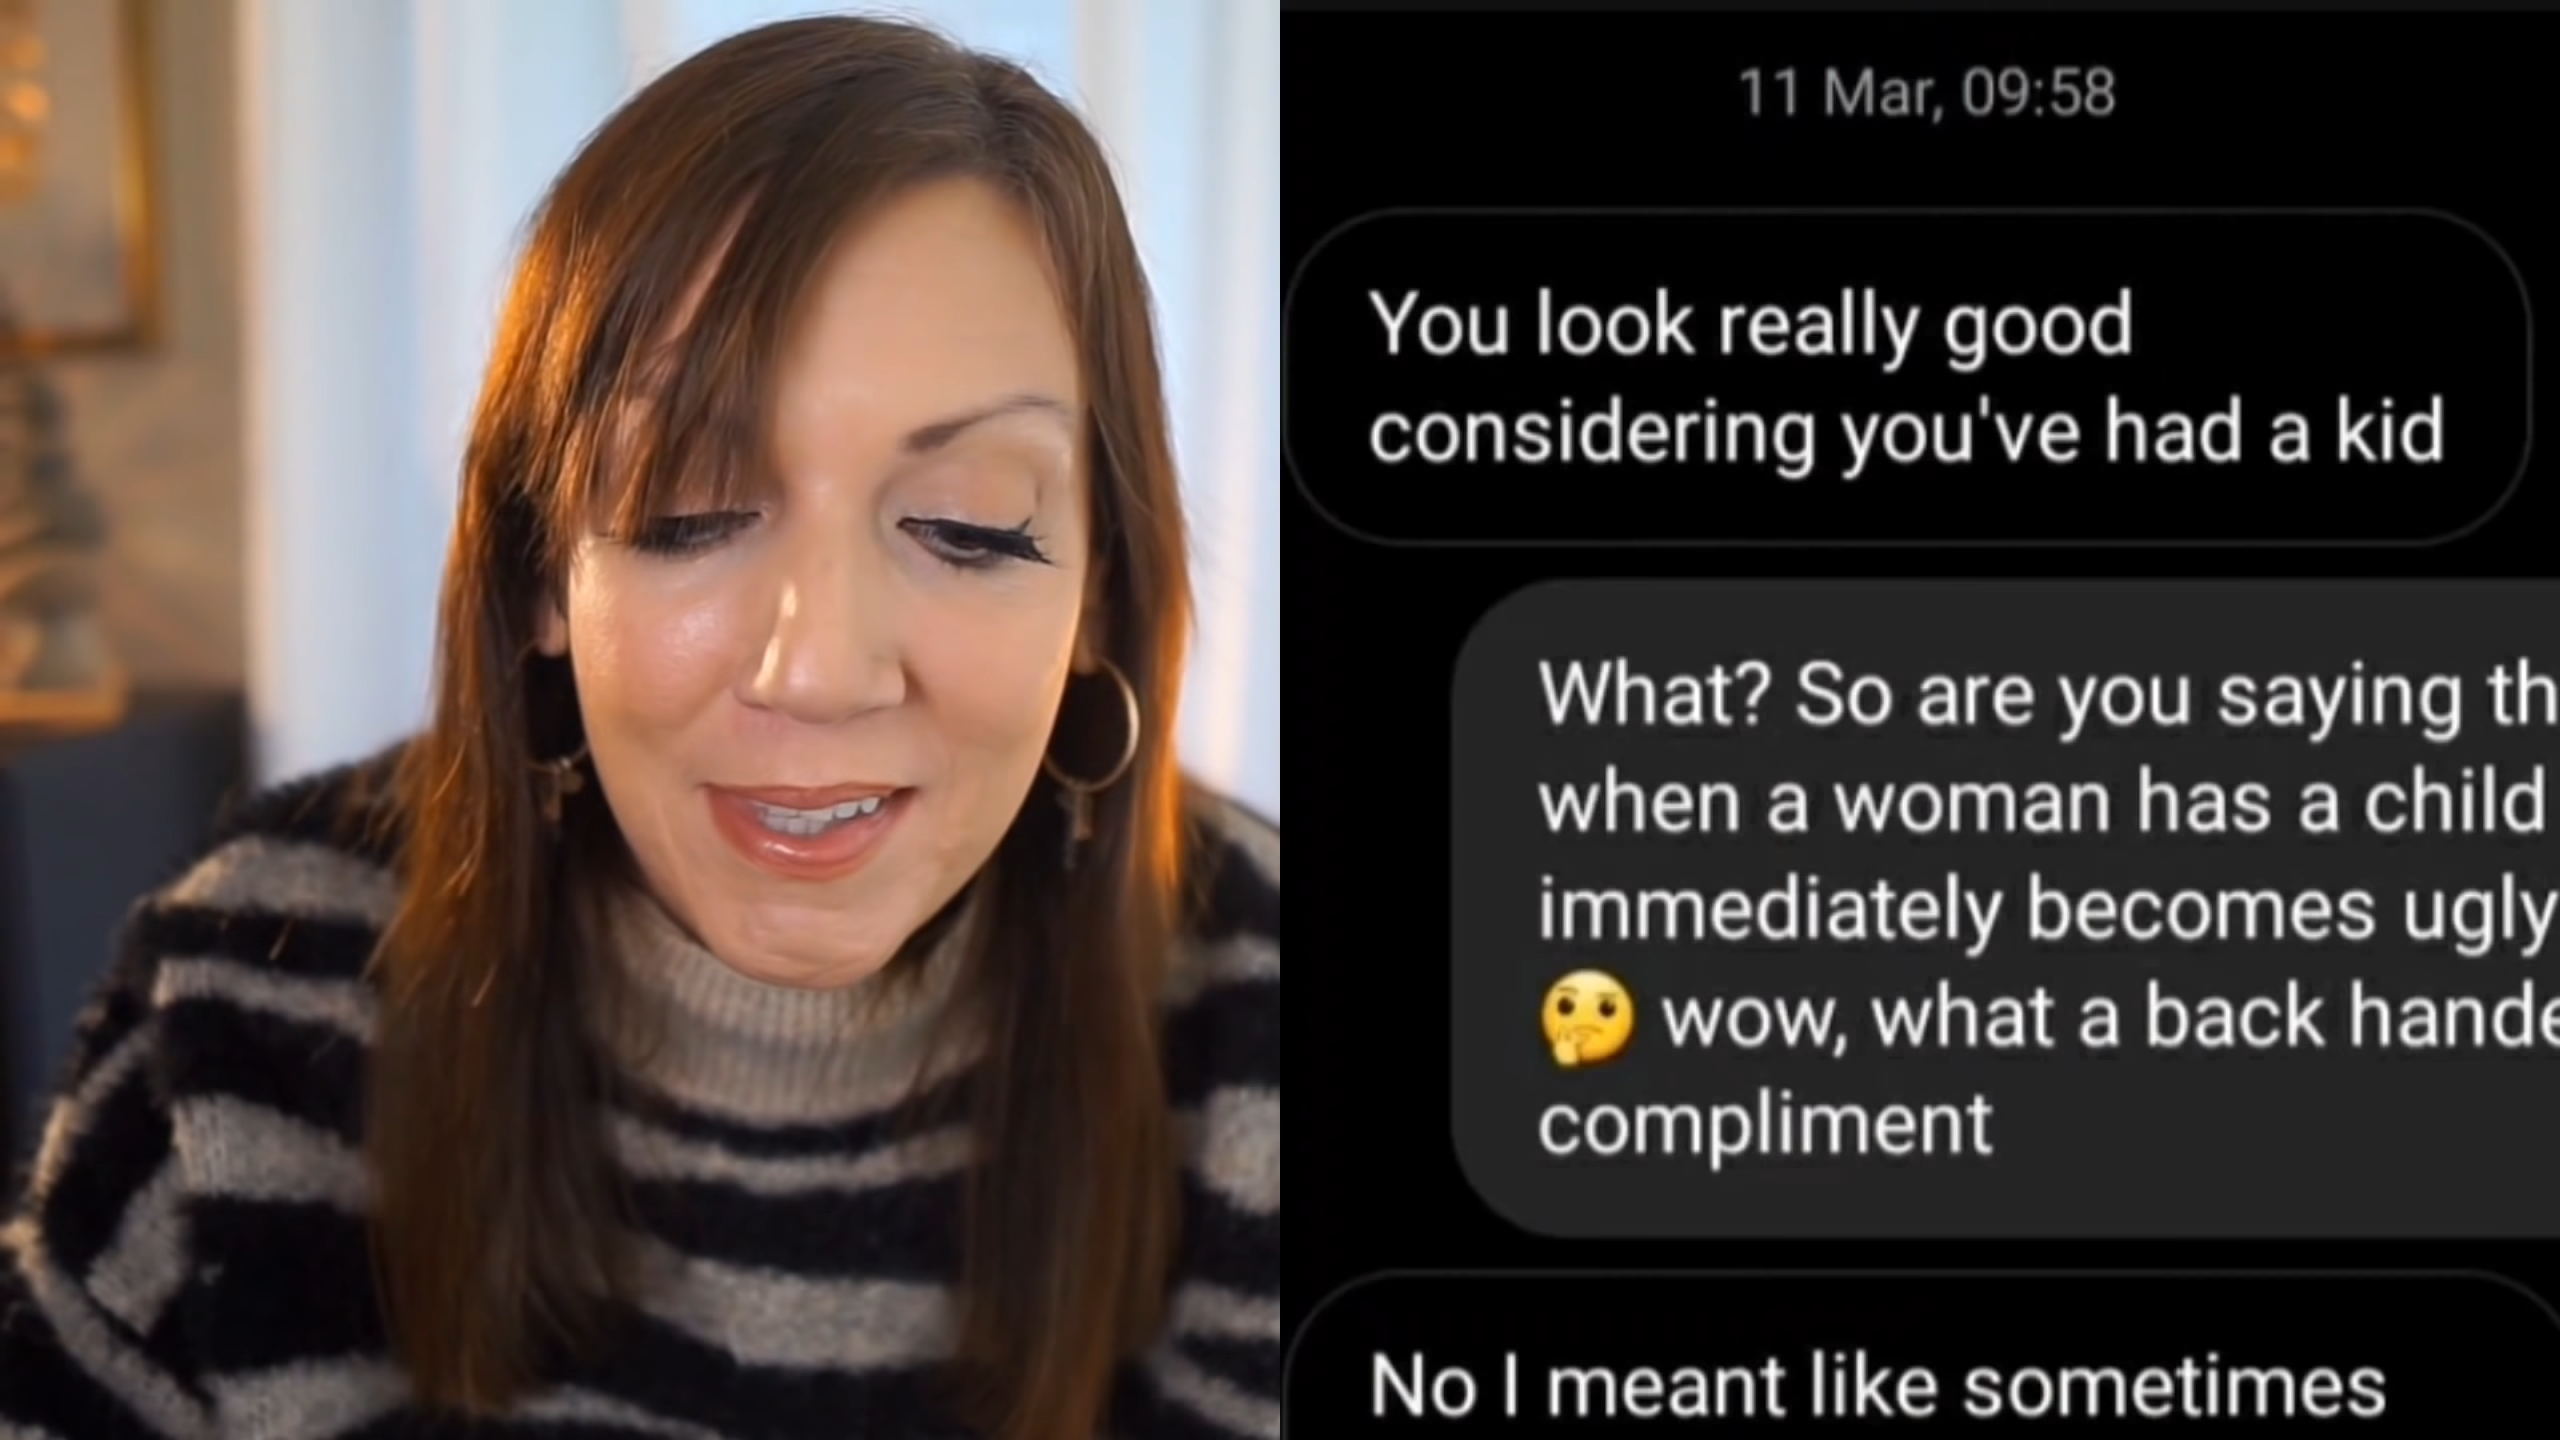 11 Mar, 09:58
You look really good
considering you've had a kid
What? So are you saying th
when a woman has a child
immediately becomes ugly
🤔 wow, what a back hande
compliment
No I meant like sometimes